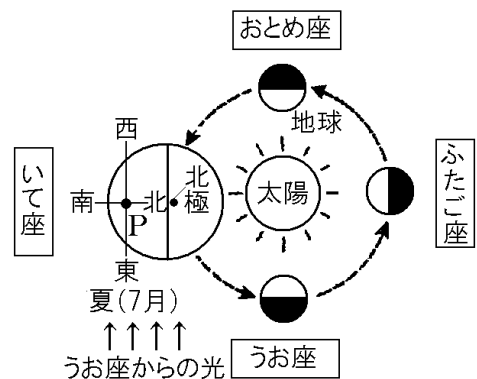 おとめ座
地球
西
いて座
南
北
北極
太陽
ふたご座
P
東
夏(7月)
うお座からの光
うお座